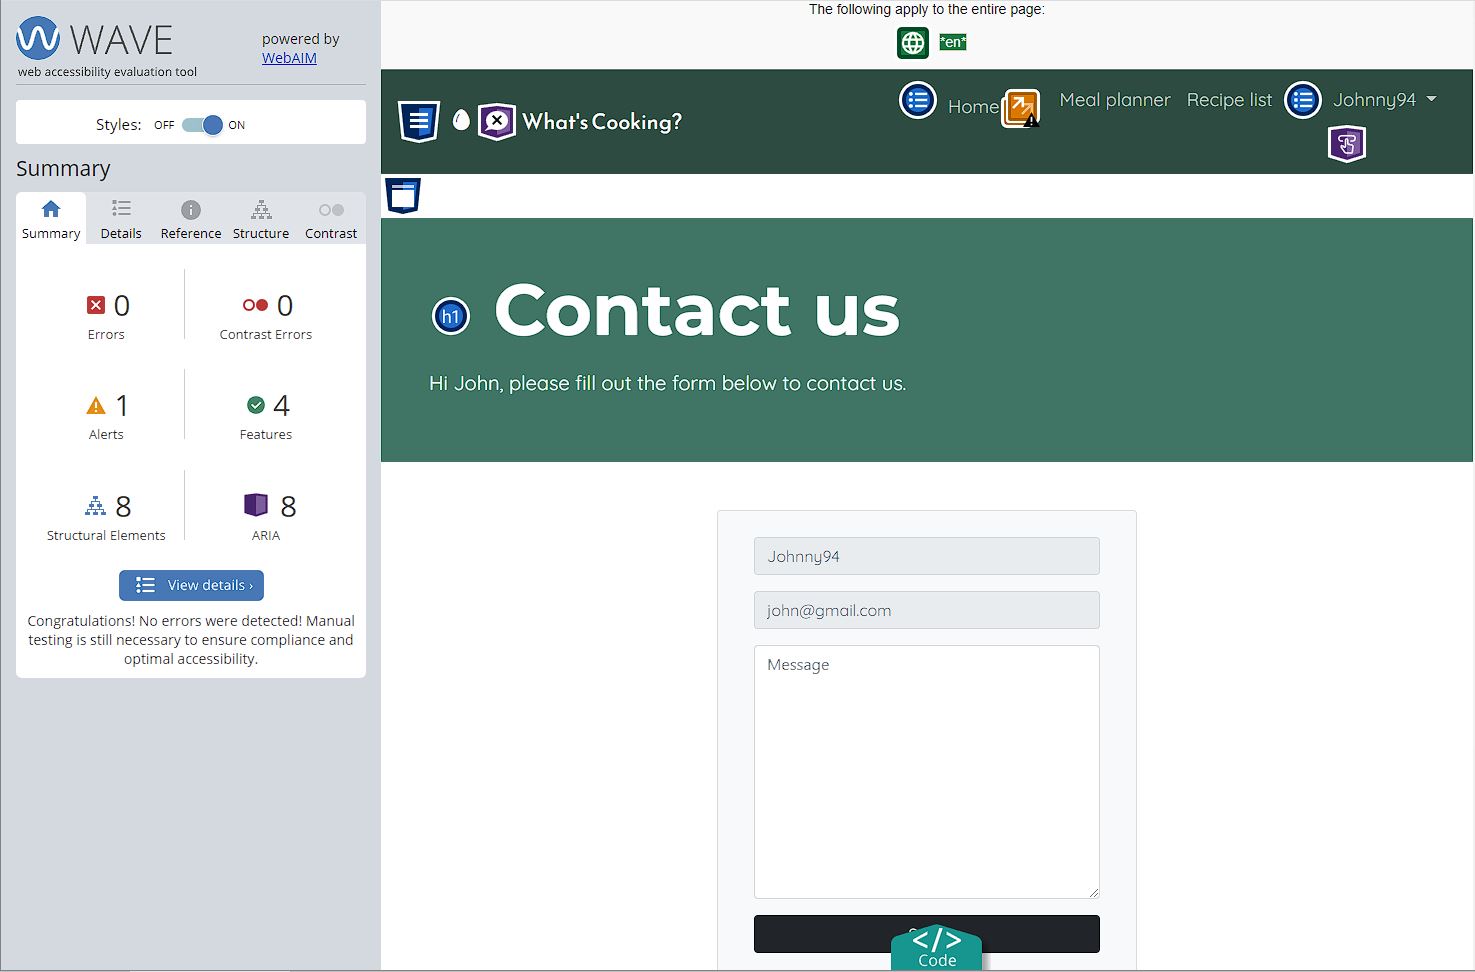 WAVE
web accessibility evaluation tool
powered by
WebAIM
Styles: OFF ON
Summary
Summary Details Reference Structure Contrast
0 0
Errors Contrast Errors
1 4
Alerts Features
8 8
Structural Elements ARIA
View details ›
Congratulations! No errors were detected! Manual
testing is still necessary to ensure compliance and
optimal accessibility.
The following apply to the entire page:
*en*
What's Cooking?
Home Meal planner Recipe list Johnny94
h1 Contact us
Hi John, please fill out the form below to contact us.
Johnny94
john@gmail.com
Message
</>
Code